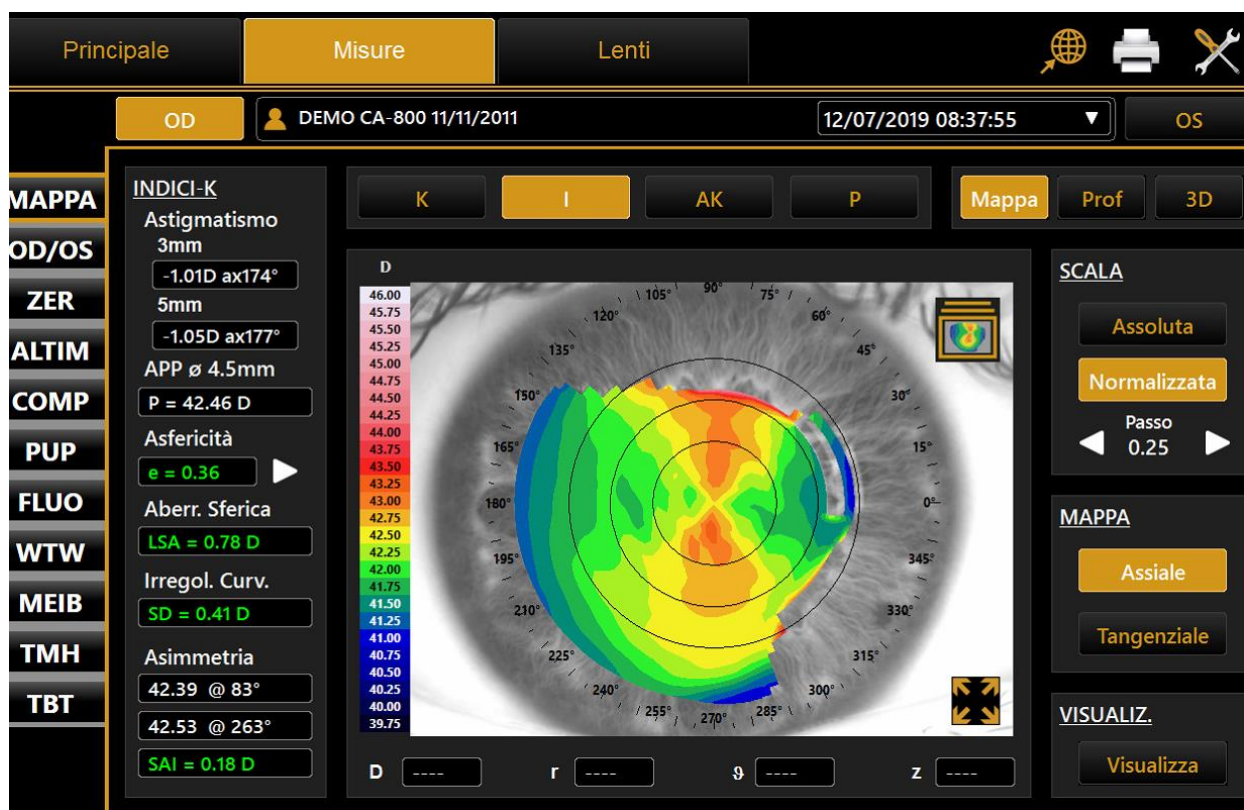 Principale Misure Lenti
OD DEMO CA-800 11/11/2011 12/07/2019 08:37:55 ▼ OS
MAPPA
OD/OS
ZER
ALTIM
COMP
PUP
FLUO
WTW
MEIB
TMH
TBT
INDICI-K
Astigmatismo
3mm
-1.01D ax174°
5mm
-1.05D ax177°
APP ø 4.5mm
P = 42.46 D
Asfericità
e = 0.36
Aberr. Sferica
LSA = 0.78 D
Irregol. Curv.
SD = 0.41 D
Asimmetria
42.39 @ 83°
42.53 @ 263°
SAI = 0.18 D
K I AK P
Mappa Prof 3D
D
46.00
45.75
45.50
45.25
45.00
44.75
44.50
44.25
44.00
43.75
43.50
43.25
43.00
42.75
42.50
42.25
42.00
41.75
41.50
41.25
41.00
40.75
40.50
40.25
40.00
39.75
105° 90° 75°
120° 60°
135° 45°
150° 30°
165° 15°
180° 0°
195° 345°
210° 330°
225° 315°
240° 300°
255° 270° 285°
D ---- r ---- ϑ ---- z ----
SCALA
Assoluta
Normalizzata
Passo
0.25
MAPPA
Assiale
Tangenziale
VISUALIZ.
Visualizza